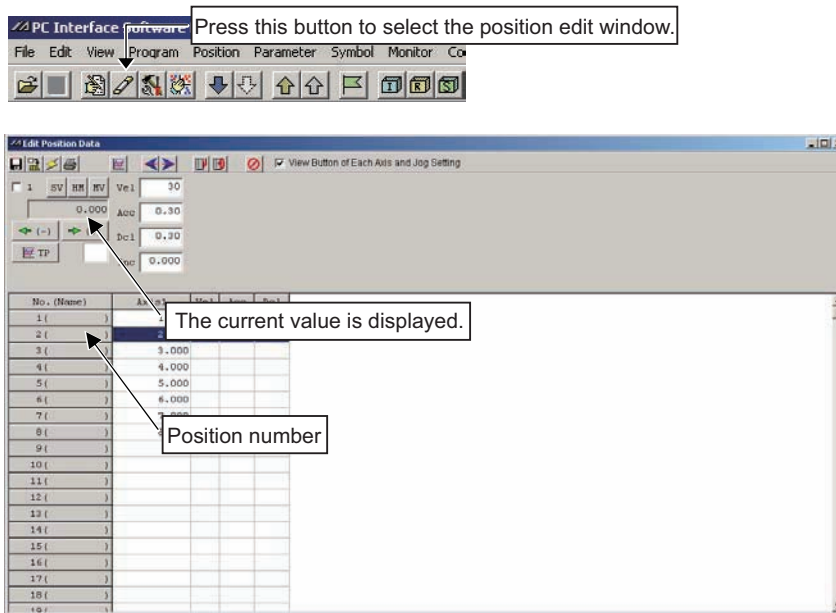 PC Interface Software
Press this button to select the position edit window.
File Edit View Program Position Parameter Symbol Monitor Co
Edit Position Data
View Button of Each Axis and Jog Setting
1 SV HM MV Vel 30
0.000 Acc 0.30
(-) Dcl 0.30
TP 0.000
No.(Name)
The current value is displayed.
1( )
2( )
3( ) 3.000
4( ) 4.000
5( ) 5.000
6( ) 6.000
7( )
8( )
Position number
9( )
10( )
11( )
12( )
13( )
14( )
15( )
16( )
17( )
18( )